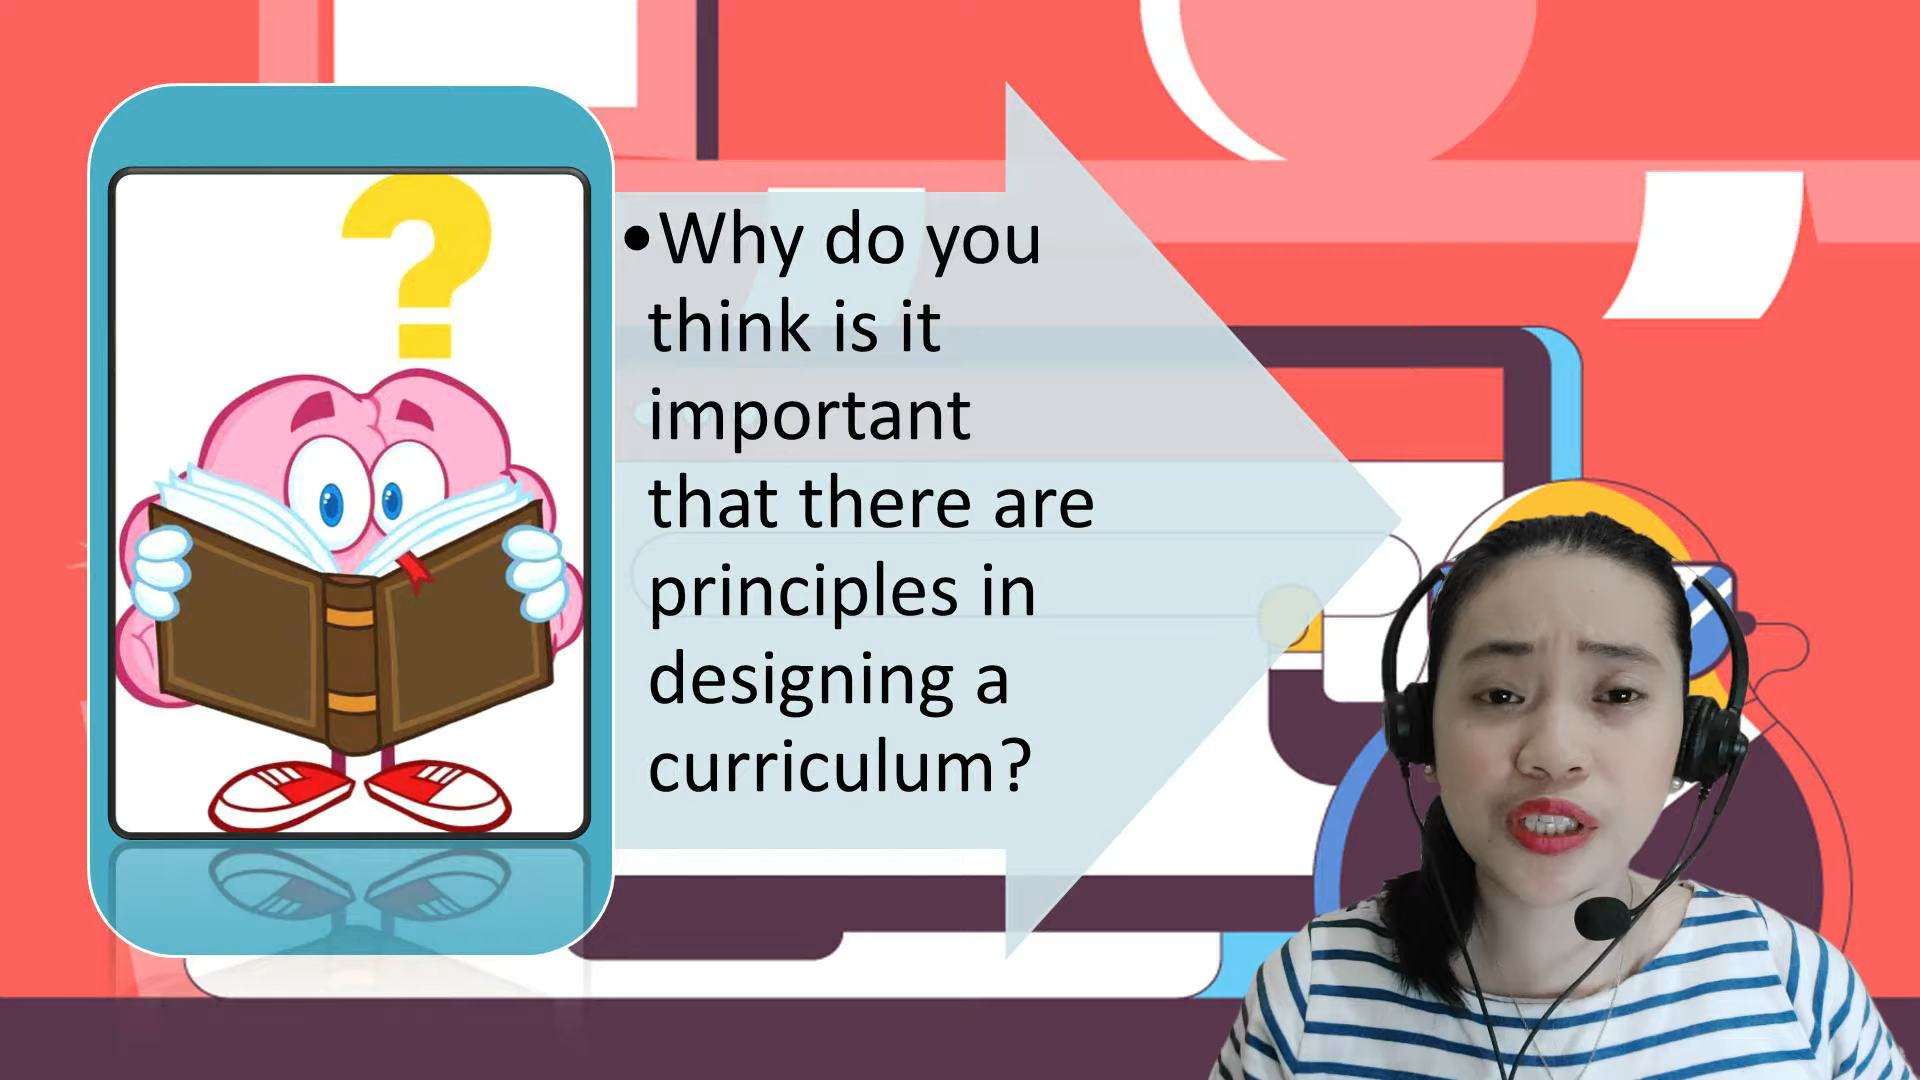 •Why do you
think is it
important
that there are
principles in
designing a
curriculum?